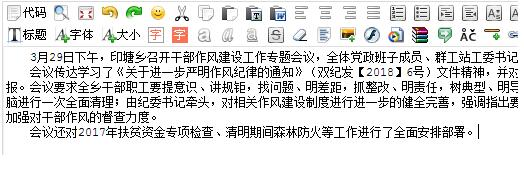 代码
标题 字体 大小 字 字
3月29日下午，印塘乡召开干部作风建设工作专题会议，全体党政班子成员、群工站工委书记
会议传达学习了《关于进一步严明作风纪律的通知》（双纪发【2018】6号）文件精神，并对
报。会议要求全乡干部职工要提意识、讲规矩，找问题、明差距，抓整改、明责任，树典型、明导
脑进行一次全面清理；由纪委书记牵头，对相关作风建设制度进行进一步的健全完善，强调指出要
加强对干部作风的督查力度。
会议还对2017年扶贫资金专项检查、清明期间森林防火等工作进行了全面安排部署。